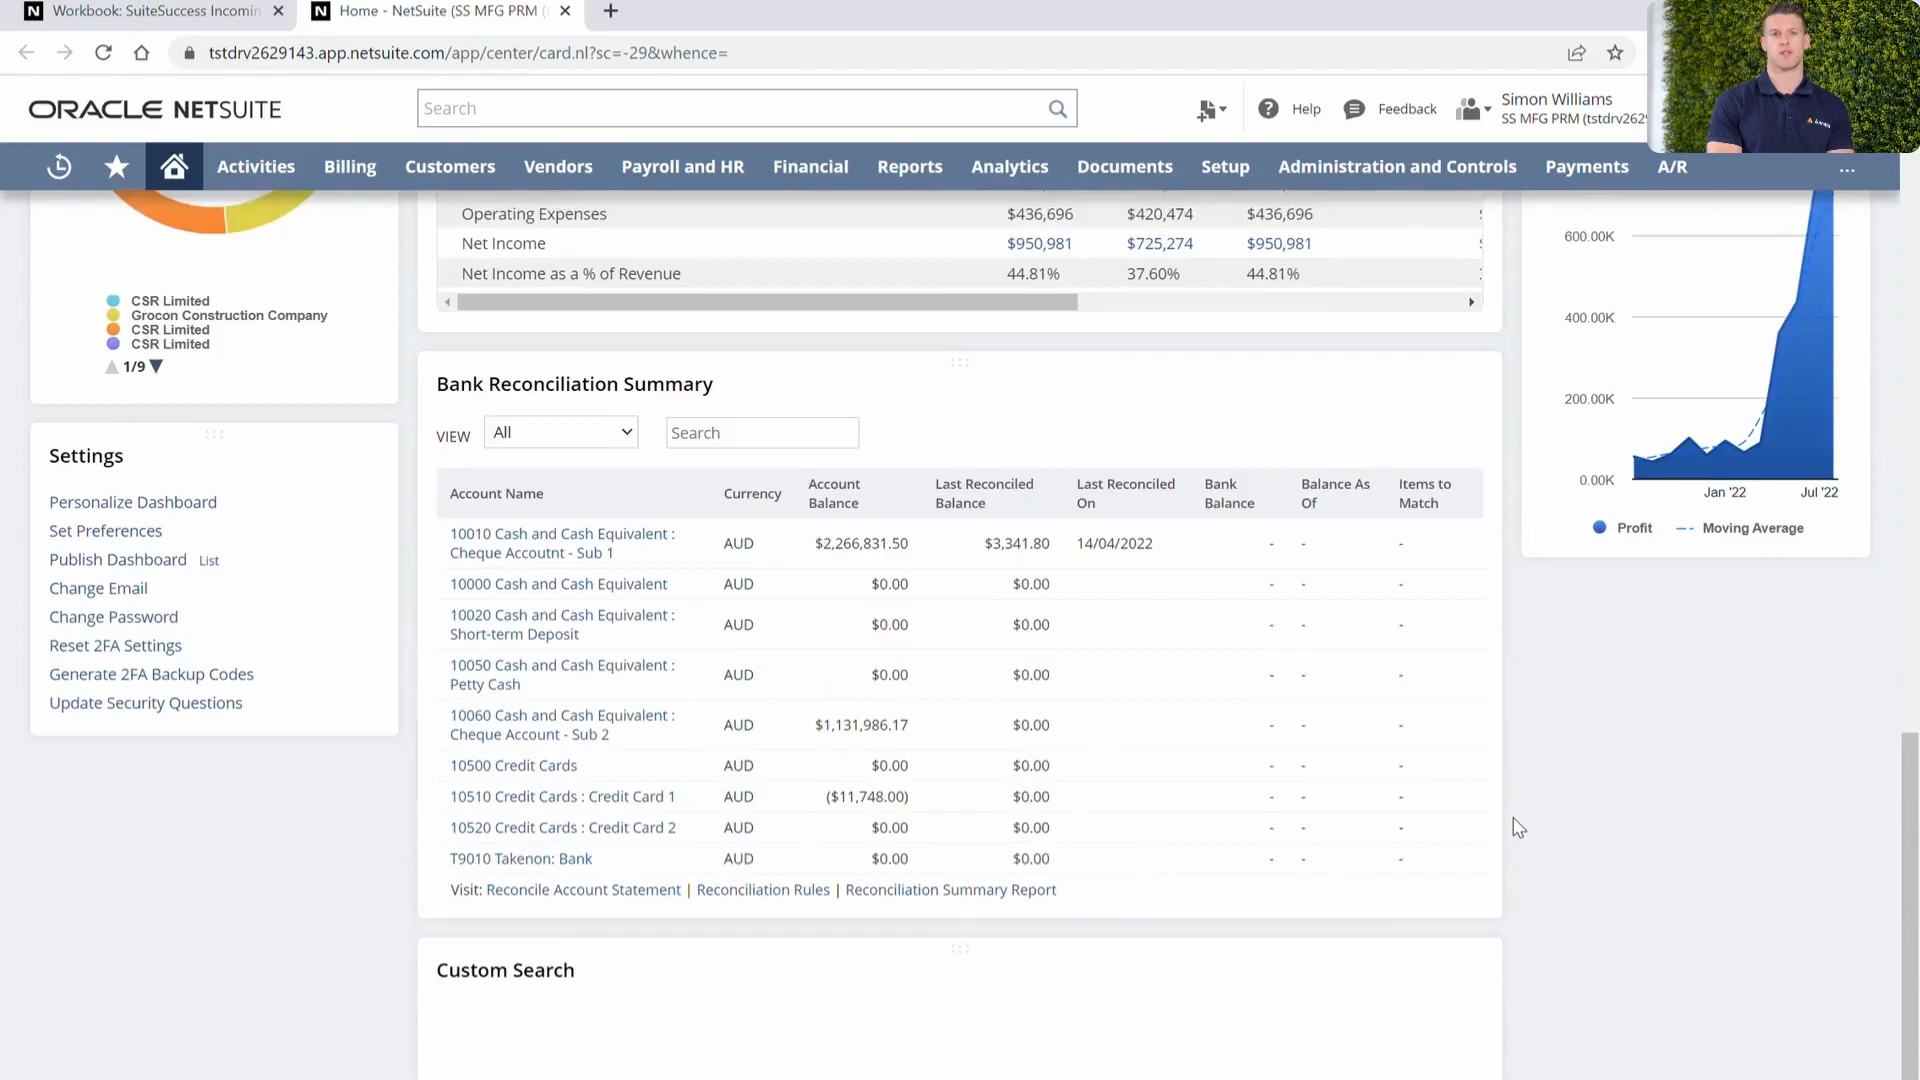 Workbook: SuiteSuccess Incomin
Home - NetSuite (SS MFG PRM (
tstdrv2629143.app.netsuite.com/app/center/card.nl?sc=-29&whence=
ORACLE NETSUITE
Search
Help
Feedback
Simon Williams
SS MFG PRM (tstdrv2629
Activities Billing Customers Vendors Payroll and HR Financial Reports Analytics Documents Setup Administration and Controls Payments A/R ...
Operating Expenses $436,696 $420,474 $436,696
Net Income $950,981 $725,274 $950,981
Net Income as a % of Revenue 44.81% 37.60% 44.81%
CSR Limited
Grocon Construction Company
CSR Limited
CSR Limited
1/9
Settings
Personalize Dashboard
Set Preferences
Publish Dashboard List
Change Email
Change Password
Reset 2FA Settings
Generate 2FA Backup Codes
Update Security Questions
Bank Reconciliation Summary
VIEW All Search
Account Name Currency Account Balance Last Reconciled Balance Last Reconciled On Bank Balance Balance As Of Items to Match
10010 Cash and Cash Equivalent : Cheque Accoutnt - Sub 1 AUD $2,266,831.50 $3,341.80 14/04/2022 - - -
10000 Cash and Cash Equivalent AUD $0.00 $0.00 - - -
10020 Cash and Cash Equivalent : Short-term Deposit AUD $0.00 $0.00 - - -
10050 Cash and Cash Equivalent : Petty Cash AUD $0.00 $0.00 - - -
10060 Cash and Cash Equivalent : Cheque Account - Sub 2 AUD $1,131,986.17 $0.00 - - -
10500 Credit Cards AUD $0.00 $0.00 - - -
10510 Credit Cards : Credit Card 1 AUD ($11,748.00) $0.00 - - -
10520 Credit Cards : Credit Card 2 AUD $0.00 $0.00 - - -
T9010 Takenon: Bank AUD $0.00 $0.00 - - -
Visit: Reconcile Account Statement | Reconciliation Rules | Reconciliation Summary Report
Custom Search
600.00K
400.00K
200.00K
0.00K
Jan '22 Jul '22
Profit Moving Average